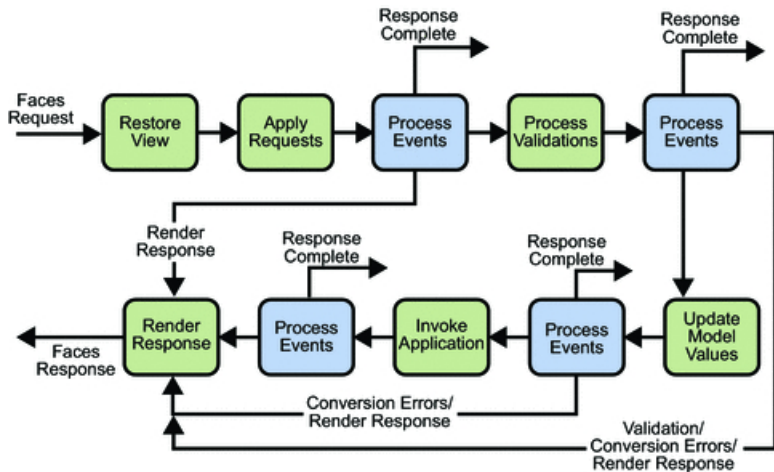 Response
Complete
Response
Complete
Faces
Request
Restore
View
Apply
Requests
Process
Events
Process
Validations
Process
Events
Render
Response
Response
Complete
Response
Complete
Render
Response
Process
Events
Invoke
Application
Process
Events
Update
Model
Values
Faces
Response
Conversion Errors/
Render Response
Validation/
Conversion Errors/
Render Response